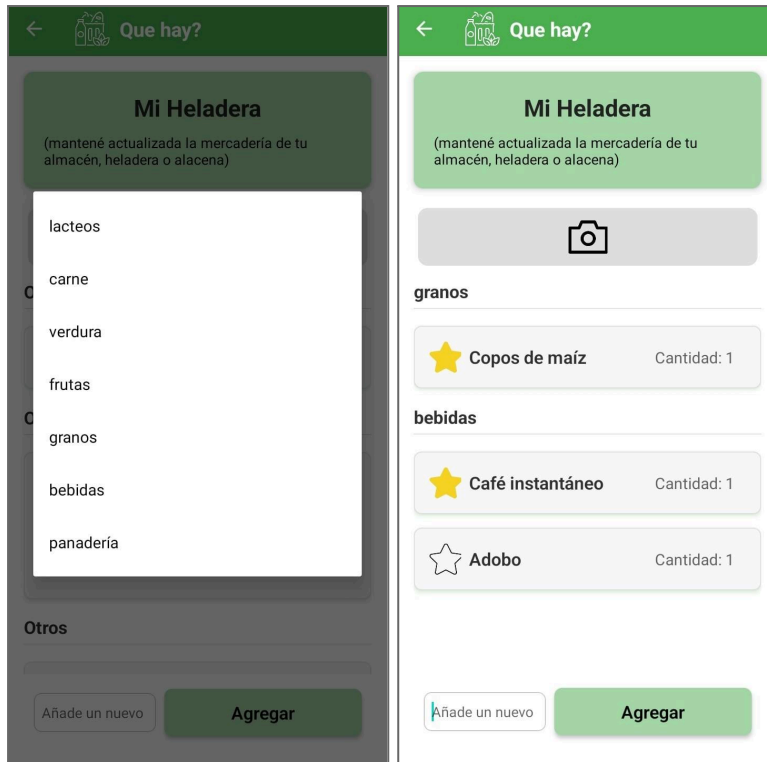 Que hay?
Mi Heladera
(mantené actualizada la mercadería de tu
almacén, heladera o alacena)
lacteos
carne
verdura
frutas
granos
bebidas
panadería
Otros
Añade un nuevo
Agregar
Que hay?
Mi Heladera
(mantené actualizada la mercadería de tu
almacén, heladera o alacena)
granos
Copos de maíz Cantidad: 1
bebidas
Café instantáneo Cantidad: 1
Adobo Cantidad: 1
Añade un nuevo
Agregar